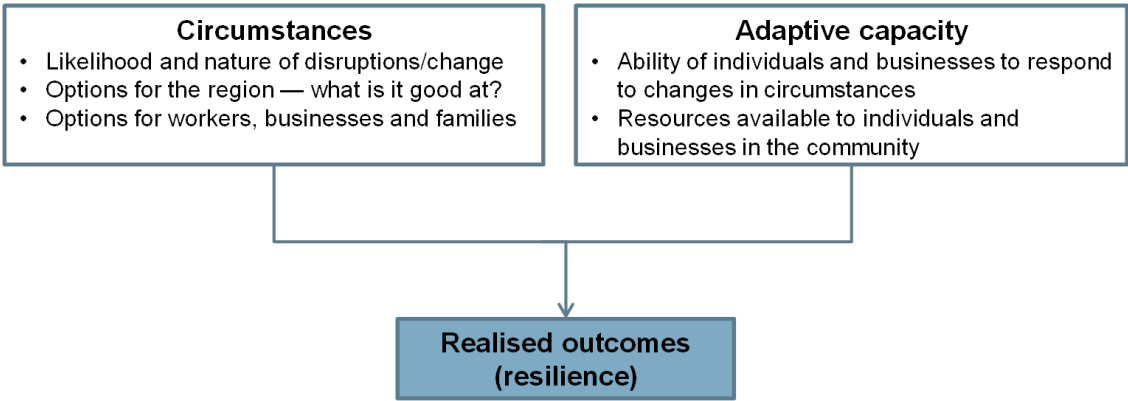 Circumstances
• Likelihood and nature of disruptions/change
• Options for the region — what is it good at?
• Options for workers, businesses and families
Adaptive capacity
• Ability of individuals and businesses to respond
to changes in circumstances
• Resources available to individuals and
businesses in the community
Realised outcomes
(resilience)